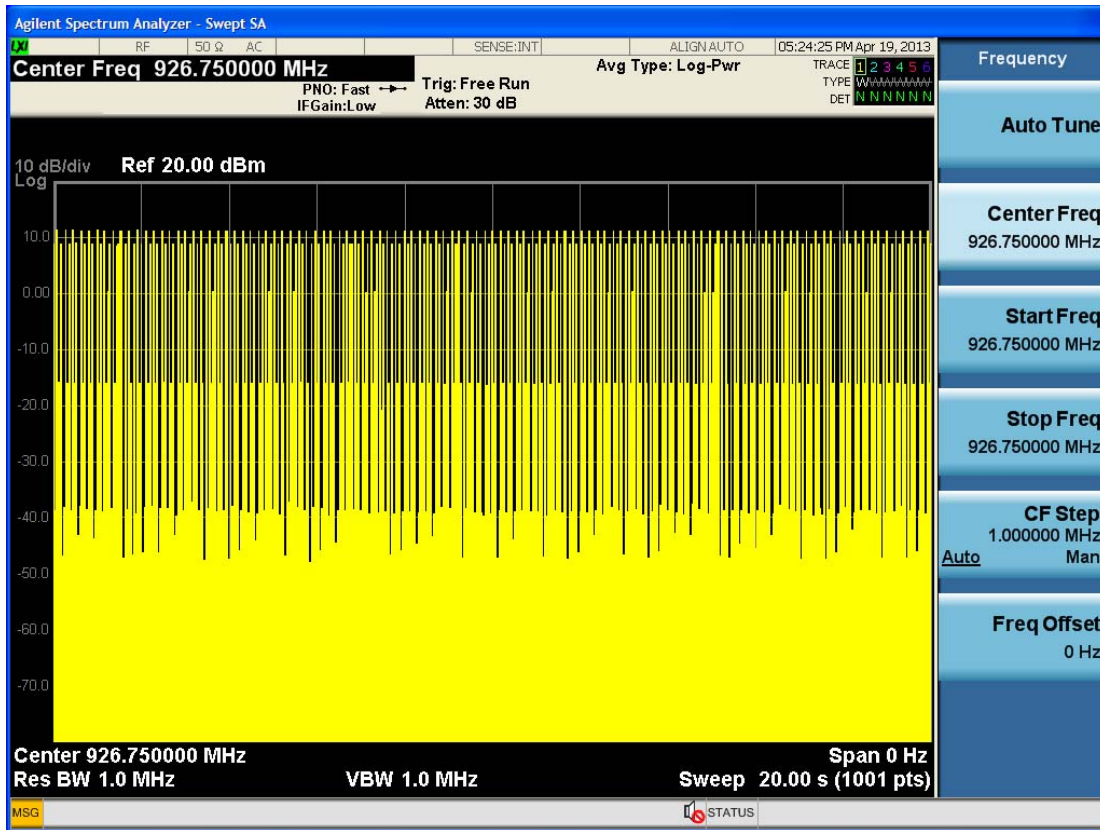 Agilent Spectrum Analyzer - Swept SA
LXI RF 50 Ω AC SENSE:INT ALIGN AUTO 05:24:25 PM Apr 19, 2013
Center Freq 926.750000 MHz
PNO: Fast
IFGain:Low
Trig: Free Run
Atten: 30 dB
Avg Type: Log-Pwr
TRACE 1 2 3 4 5 6
TYPE WWWWWW
DET N N N N N N
10 dB/div Ref 20.00 dBm
Log
10.0
0.00
-10.0
-20.0
-30.0
-40.0
-50.0
-60.0
-70.0
Center 926.750000 MHz Span 0 Hz
Res BW 1.0 MHz VBW 1.0 MHz Sweep 20.00 s (1001 pts)
MSG STATUS
Frequency
Auto Tune
Center Freq
926.750000 MHz
Start Freq
926.750000 MHz
Stop Freq
926.750000 MHz
CF Step
1.000000 MHz
Auto Man
Freq Offset
0 Hz